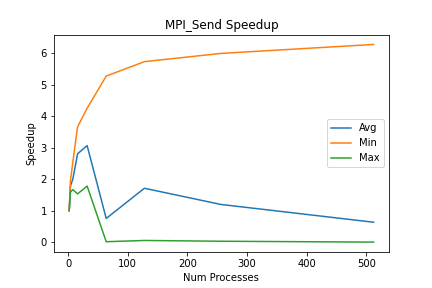 MPI_Send Speedup
Speedup
6
5
4
3
2
1
0
Avg
Min
Max
0 100 200 300 400 500
Num Processes